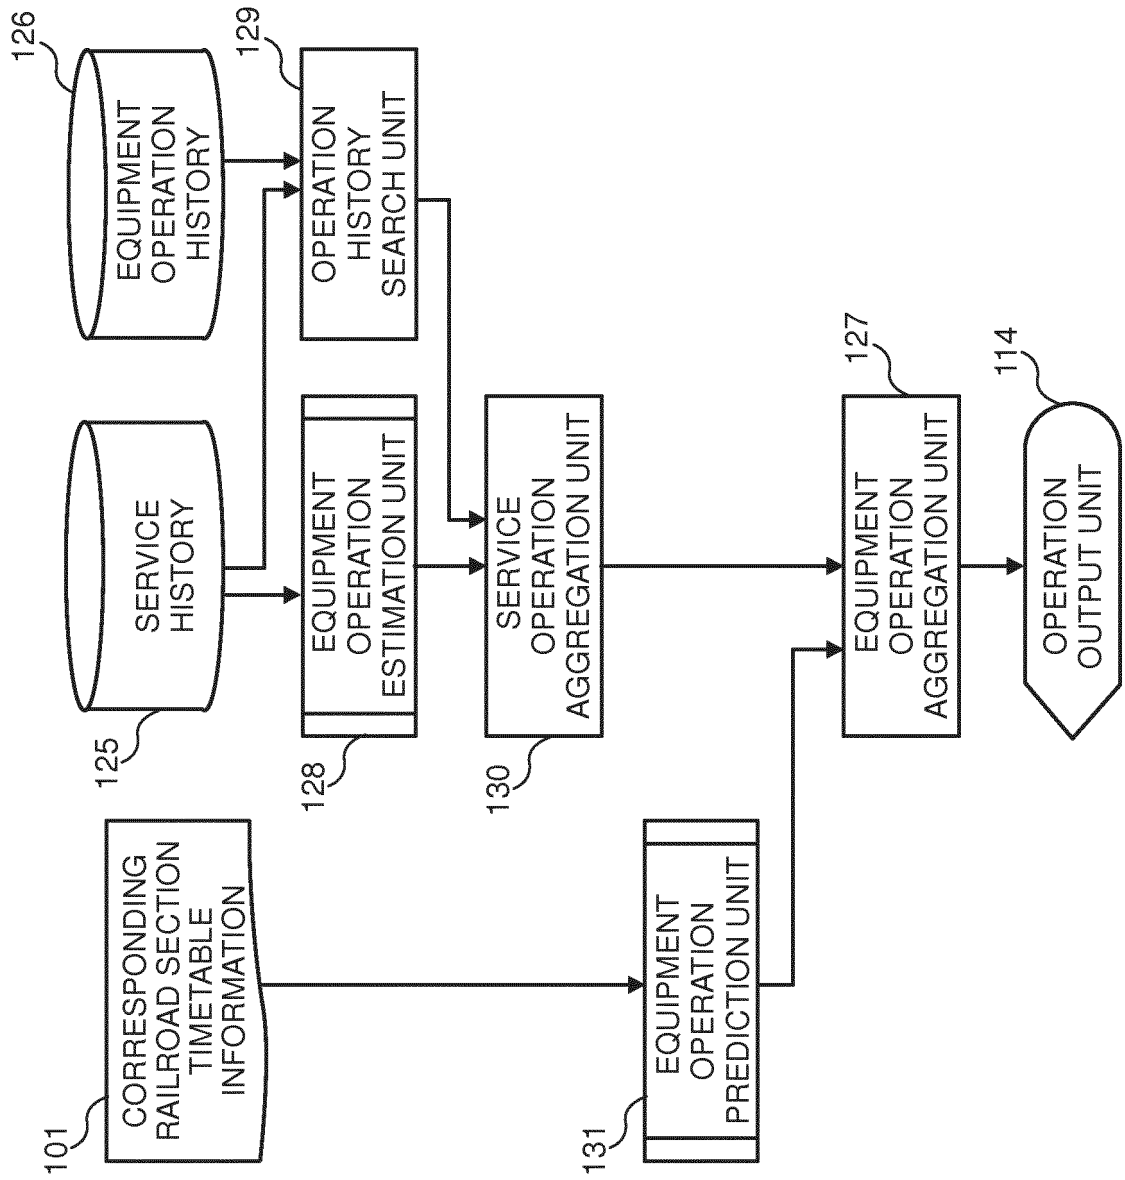 101
CORRESPONDING
RAILROAD SECTION
TIMETABLE
INFORMATION
125
SERVICE
HISTORY
126
EQUIPMENT
OPERATION
HISTORY
128
EQUIPMENT
OPERATION
ESTIMATION UNIT
129
OPERATION
HISTORY
SEARCH UNIT
130
SERVICE
OPERATION
AGGREGATION UNIT
131
EQUIPMENT
OPERATION
PREDICTION UNIT
127
EQUIPMENT
OPERATION
AGGREGATION UNIT
114
OPERATION
OUTPUT UNIT